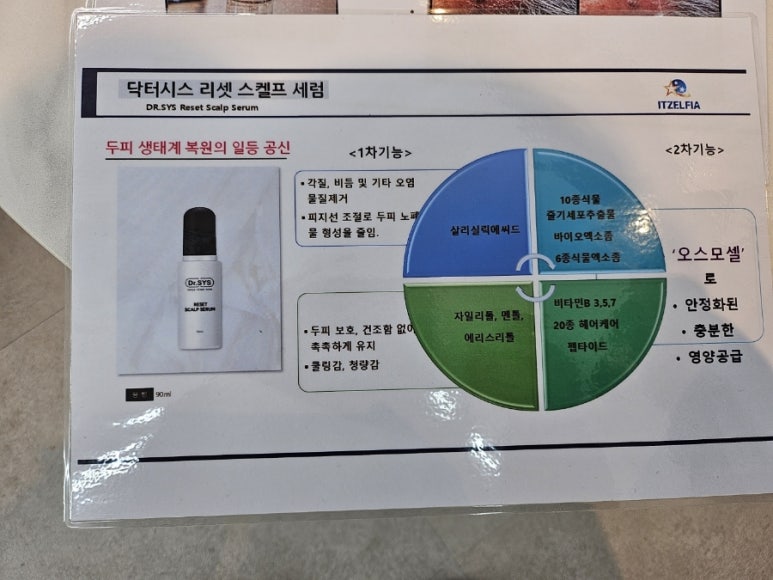 닥터시스 리셋 스켈프 세럼
DR.SYS Reset Scalp Serum
ITZELFIA
두피 생태계 복원의 일등 공신
<1차기능>
<2차기능>
• 각질, 비듬 및 기타 오염
물질제거
• 피지선 조절로 두피 노폐
물 형성을 줄임.
살리실릭에씨드
10종식물
줄기세포추출물
바이오엑소좀
6종식물엑소좀
자일리톨, 멘톨,
에리스리톨
비타민B 3,5,7
20종 헤어케어
펩타이드
• 두피 보호, 건조함 없이
촉촉하게 유지
• 쿨링감, 청량감
'오스모셀'
로
• 안정화된
• 충분한
• 영양공급
Dr.SYS
RESET
SCALP SERUM
90ml